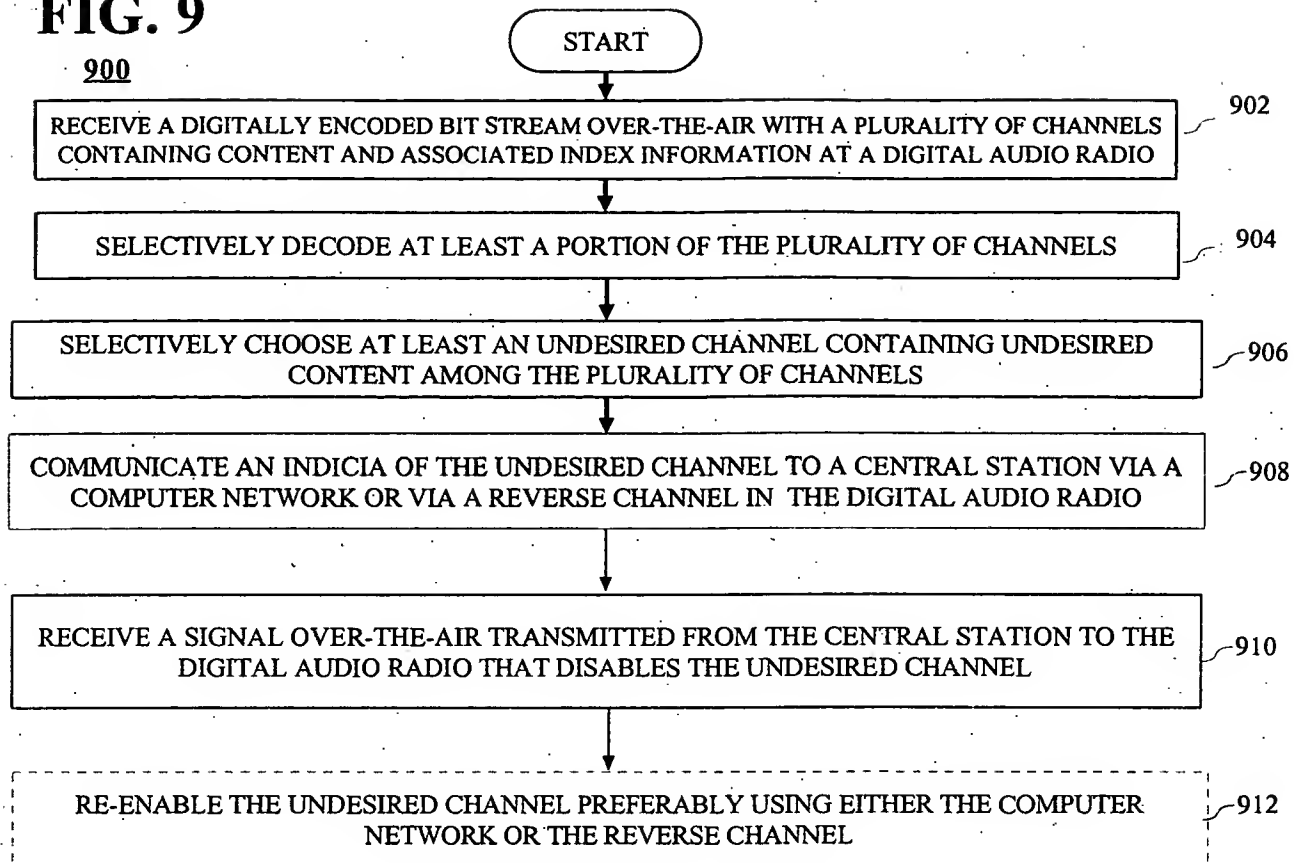 FIG. 9
900
START
RECEIVE A DIGITALLY ENCODED BIT STREAM OVER-THE-AIR WITH A PLURALITY OF CHANNELS
CONTAINING CONTENT AND ASSOCIATED INDEX INFORMATION AT A DIGITAL AUDIO RADIO
902
SELECTIVELY DECODE AT LEAST A PORTION OF THE PLURALITY OF CHANNELS
904
SELECTIVELY CHOOSE AT LEAST AN UNDESIRED CHANNEL CONTAINING UNDESIRED
CONTENT AMONG THE PLURALITY OF CHANNELS
906
COMMUNICATE AN INDICIA OF THE UNDESIRED CHANNEL TO A CENTRAL STATION VIA A
COMPUTER NETWORK OR VIA A REVERSE CHANNEL IN THE DIGITAL AUDIO RADIO
908
RECEIVE A SIGNAL OVER-THE-AIR TRANSMITTED FROM THE CENTRAL STATION TO THE
DIGITAL AUDIO RADIO THAT DISABLES THE UNDESIRED CHANNEL
910
RE-ENABLE THE UNDESIRED CHANNEL PREFERABLY USING EITHER THE COMPUTER
NETWORK OR THE REVERSE CHANNEL
912